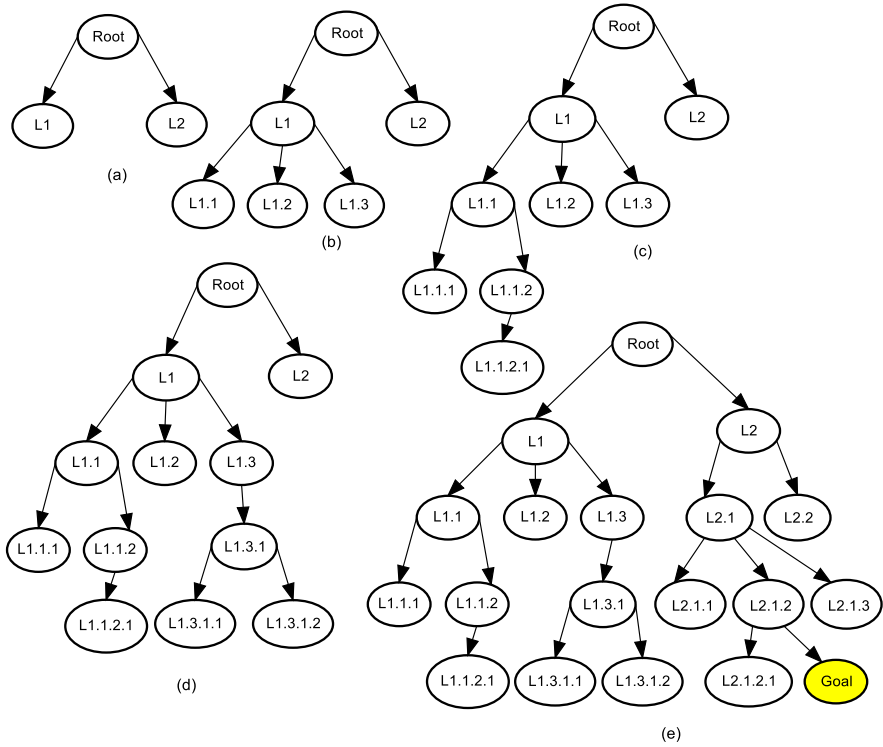 Root
L1
L2
(a)
Root
L1
L2
L1.1
L1.2
L1.3
(b)
Root
L1
L2
L1.1
L1.2
L1.3
L1.1.1
L1.1.2
L1.1.2.1
(c)
Root
L1
L2
L1.1
L1.2
L1.3
L1.1.1
L1.1.2
L1.3.1
L1.1.2.1
L1.3.1.1
L1.3.1.2
(d)
Root
L1
L2
L1.1
L1.2
L1.3
L2.1
L2.2
L1.1.1
L1.1.2
L1.3.1
L2.1.1
L2.1.2
L2.1.3
L1.1.2.1
L1.3.1.1
L1.3.1.2
L2.1.2.1
Goal
(e)